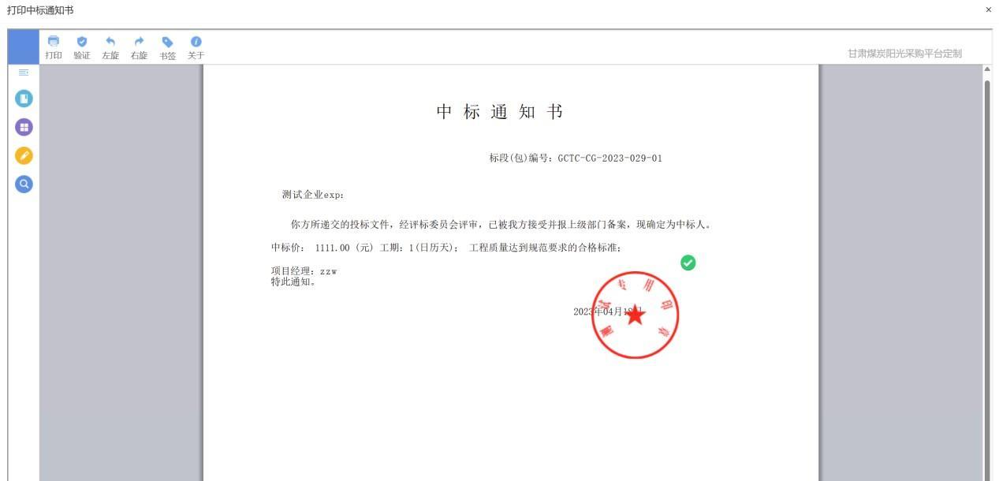 打印中标通知书
打印 验证 左旋 右旋 书签 关于
甘肃煤炭阳光采购平台定制
中标通知书
标段(包)编号：GCTC-CG-2023-029-01
测试企业exp：
你方所递交的投标文件，经评标委员会评审，已被我方接受并报上级部门备案，现确定为中标人。
中标价： 1111.00 (元) 工期：1(日历天)； 工程质量达到规范要求的合格标准；
项目经理：zzw
特此通知。
2023年04月18日
测试专用印章